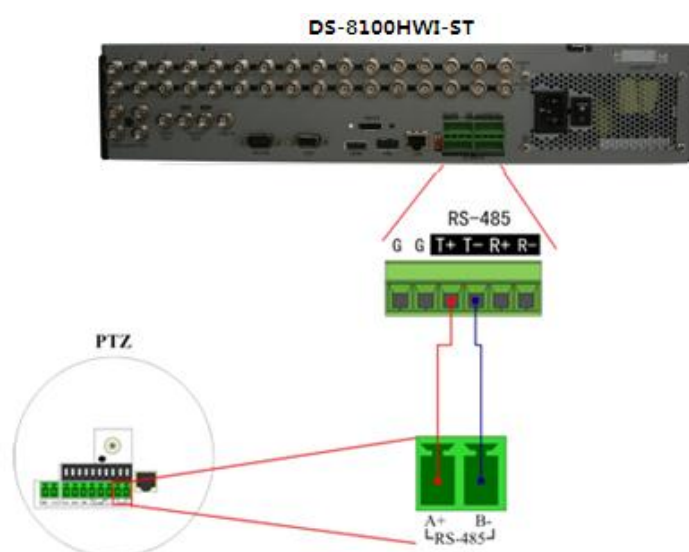 DS-8100HWI-ST
RS-485
G G T+ T- R+ R-
PTZ
A+ B-
RS-485